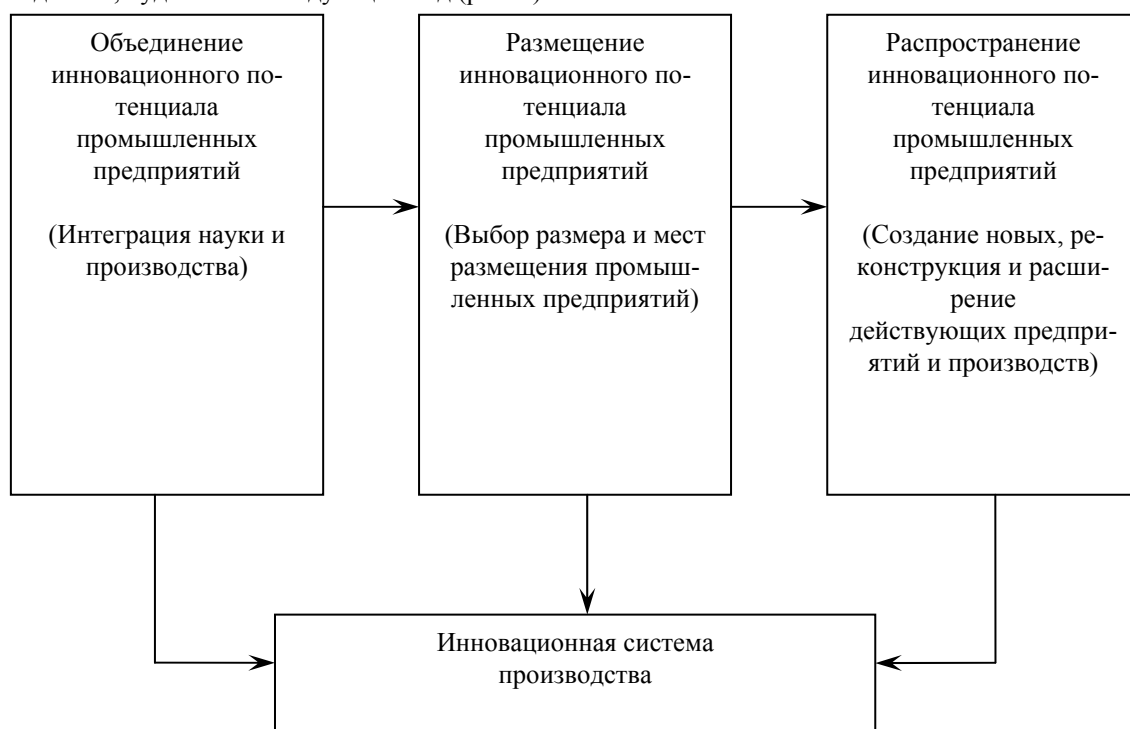 Объединение
инновационного по-
тенциала
промышленных
предприятий
(Интеграция науки и
производства)
Размещение
инновационного по-
тенциала
промышленных
предприятий
(Выбор размера и мест
размещения промыш-
ленных предприятий)
Распространение
инновационного по-
тенциала
промышленных
предприятий
(Создание новых, ре-
конструкция и расши-
рение
действующих предпри-
ятий и производств)
Инновационная система
производства